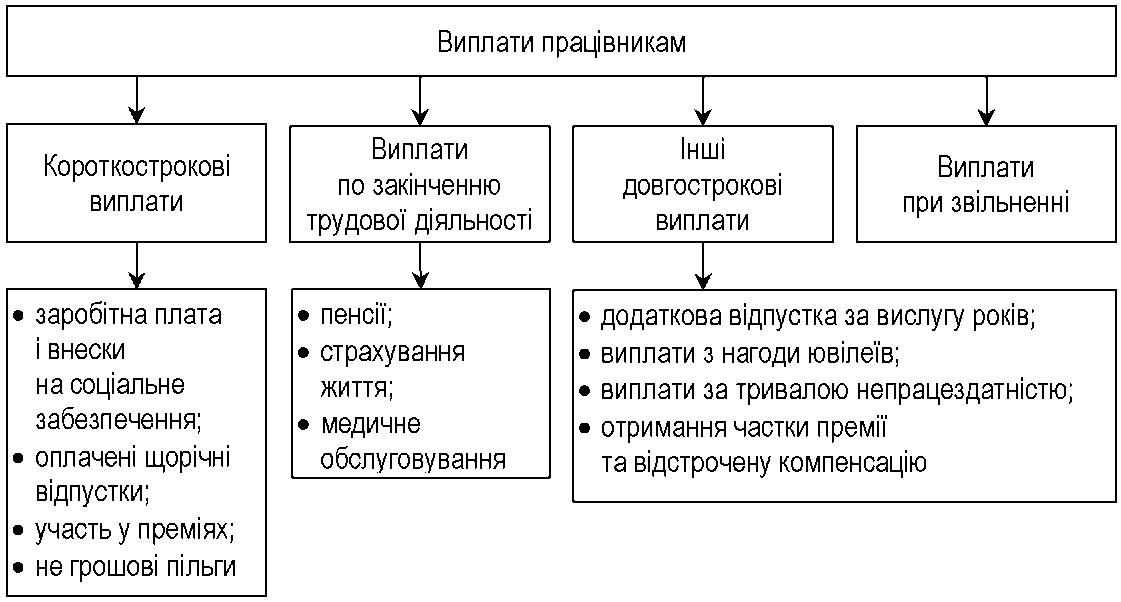 Виплати працівникам
Короткострокові
виплати
Виплати
по закінченню
трудової діяльності
Інші
довгострокові
виплати
Виплати
при звільненні
• заробітна плата
і внески
на соціальне
забезпечення;
• оплачені щорічні
відпустки;
• участь у преміях;
• не грошові пільги
• пенсії;
• страхування
життя;
• медичне
обслуговування
• додаткова відпустка за вислугу років;
• виплати з нагоди ювілеїв;
• виплати за тривалою непрацездатністю;
• отримання частки премії
та відстрочену компенсацію